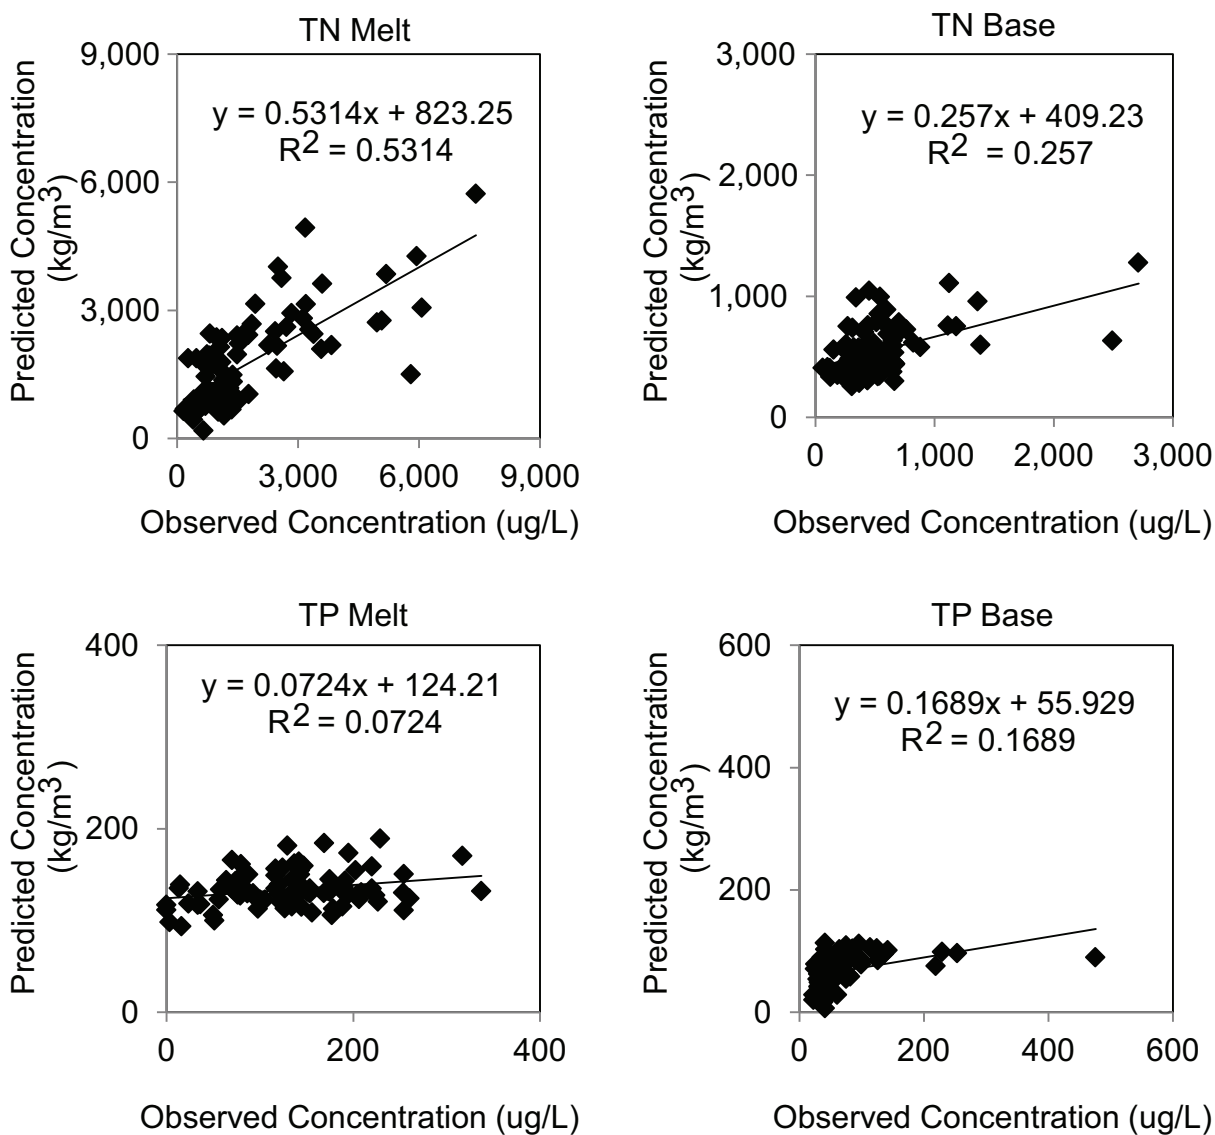 TN Melt
9,000
6,000
3,000
0
Predicted Concentration
(kg/m3)
y = 0.5314x + 823.25
R2 = 0.5314
0 3,000 6,000 9,000
Observed Concentration (ug/L)
TN Base
3,000
2,000
1,000
0
Predicted Concentration
(kg/m3)
y = 0.257x + 409.23
R2 = 0.257
0 1,000 2,000 3,000
Observed Concentration (ug/L)
TP Melt
400
200
0
Predicted Concentration
(kg/m3)
y = 0.0724x + 124.21
R2 = 0.0724
0 200 400
Observed Concentration (ug/L)
TP Base
600
400
200
0
Predicted Concentration
(kg/m3)
y = 0.1689x + 55.929
R2 = 0.1689
0 200 400 600
Observed Concentration (ug/L)